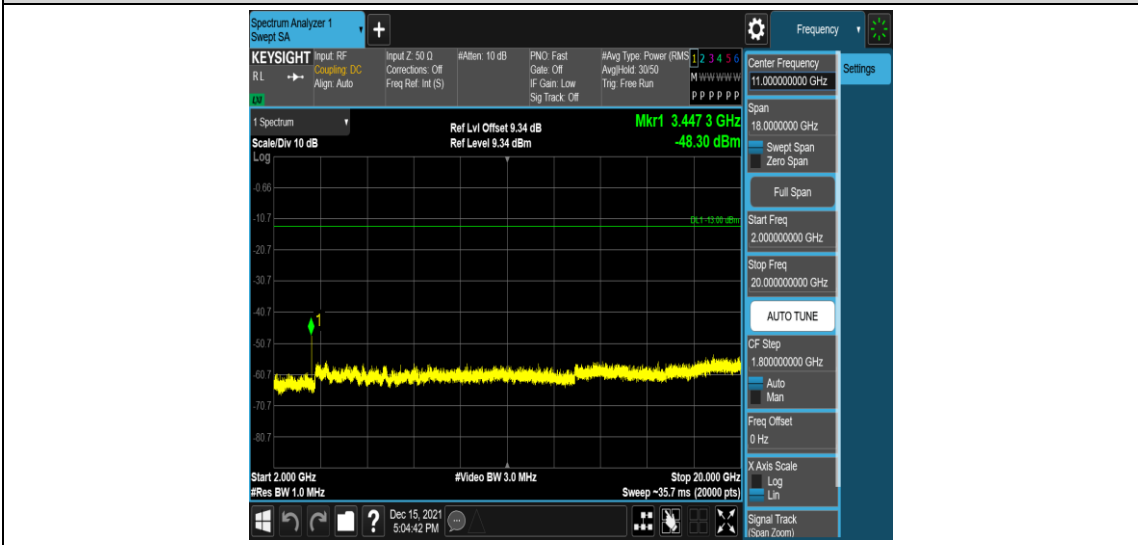 Spectrum Analyzer 1
Swept SA
+
Frequency
KEYSIGHT
RL
LXI
Input: RF
Coupling: DC
Align: Auto
Input Z: 50 Ω
Corrections: Off
Freq Ref: Int (S)
#Atten: 10 dB
PNO: Fast
Gate: Off
IF Gain: Low
Sig Track: Off
#Avg Type: Power (RMS
Avg|Hold: 30/50
Trig: Free Run
1 2 3 4 5 6
M W W W W W
P P P P P P
Center Frequency
11.000000000 GHz
Settings
1 Spectrum
Scale/Div 10 dB
Log
Ref Lvl Offset 9.34 dB
Ref Level 9.34 dBm
Mkr1 3.447 3 GHz
-48.30 dBm
-0.66
-10.7
DL1 -13.00 dBm
-20.7
-30.7
-40.7
1
-50.7
-60.7
-70.7
-80.7
Start 2.000 GHz
#Res BW 1.0 MHz
#Video BW 3.0 MHz
Stop 20.000 GHz
Sweep ~35.7 ms (20000 pts)
Span
18.0000000 GHz
Swept Span
Zero Span
Full Span
Start Freq
2.000000000 GHz
Stop Freq
20.000000000 GHz
AUTO TUNE
CF Step
1.800000000 GHz
Auto
Man
Freq Offset
0 Hz
X Axis Scale
Log
Lin
Signal Track
(Span Zoom)
?
Dec 15, 2021
5:04:42 PM